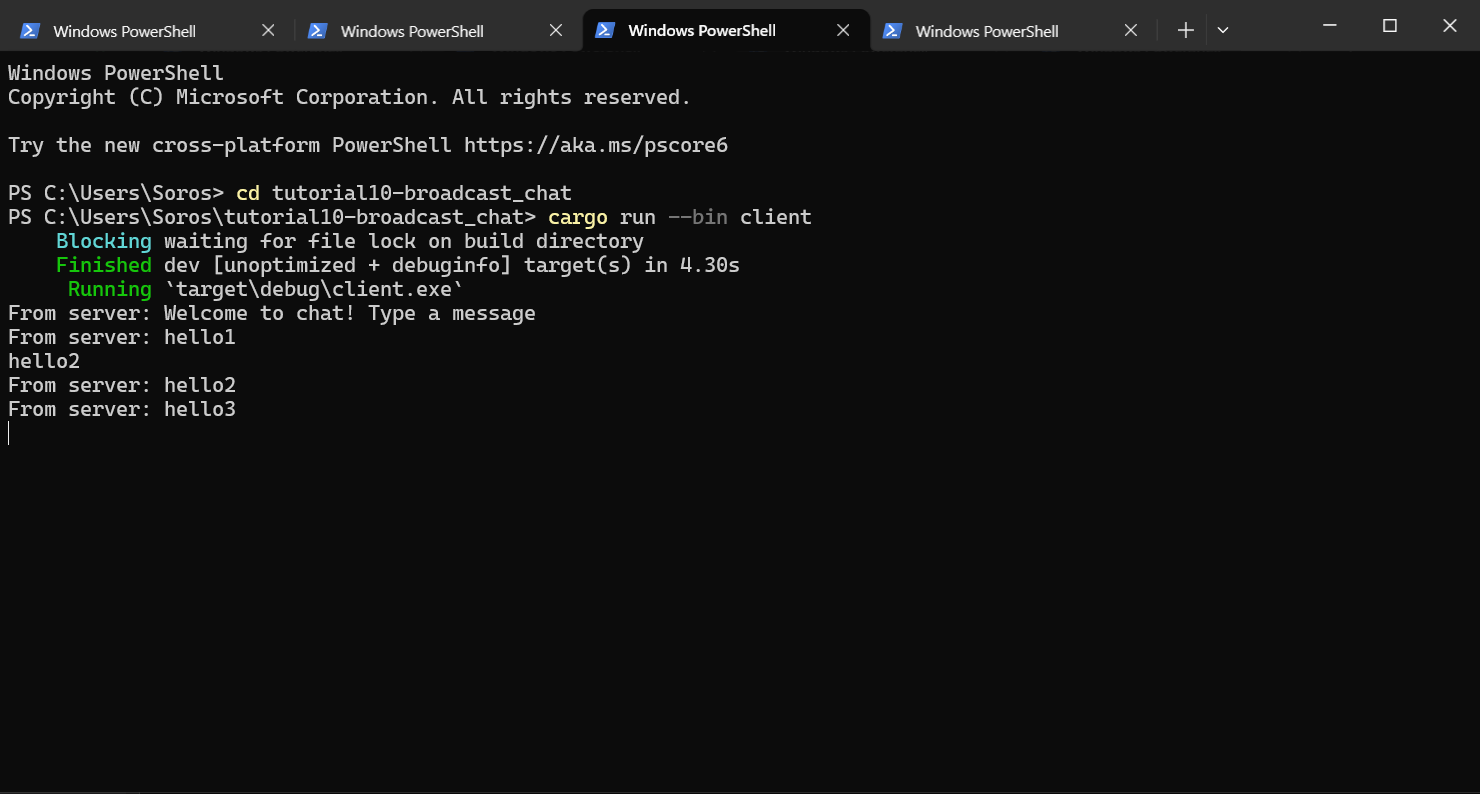 Windows PowerShell
Windows PowerShell
Windows PowerShell
Windows PowerShell
Windows PowerShell
Copyright (C) Microsoft Corporation. All rights reserved.
Try the new cross-platform PowerShell https://aka.ms/pscore6
PS C:\Users\Soros> cd tutorial10-broadcast_chat
PS C:\Users\Soros\tutorial10-broadcast_chat> cargo run --bin client
Blocking waiting for file lock on build directory
Finished dev [unoptimized + debuginfo] target(s) in 4.30s
Running `target\debug\client.exe`
From server: Welcome to chat! Type a message
From server: hello1
hello2
From server: hello2
From server: hello3